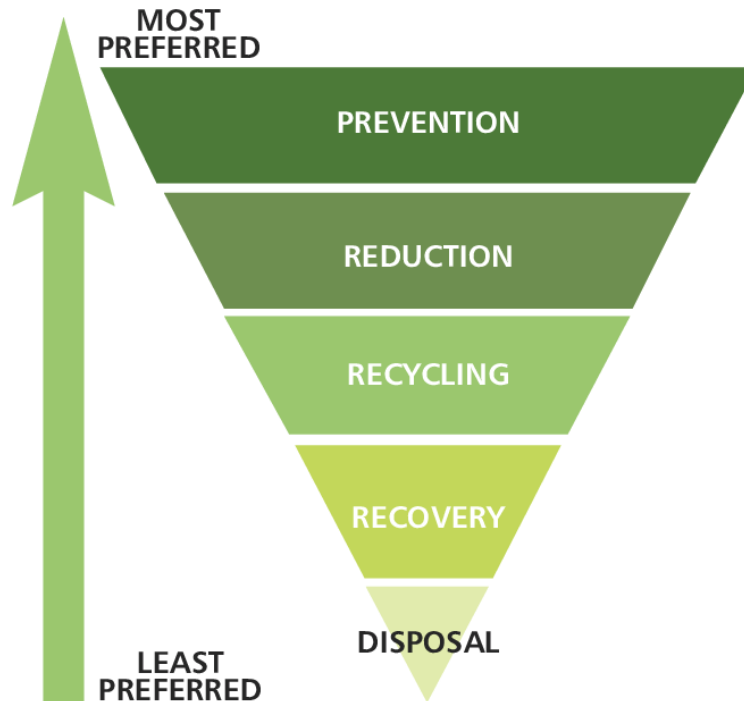 MOST
PREFERRED
PREVENTION
REDUCTION
RECYCLING
RECOVERY
DISPOSAL
LEAST
PREFERRED